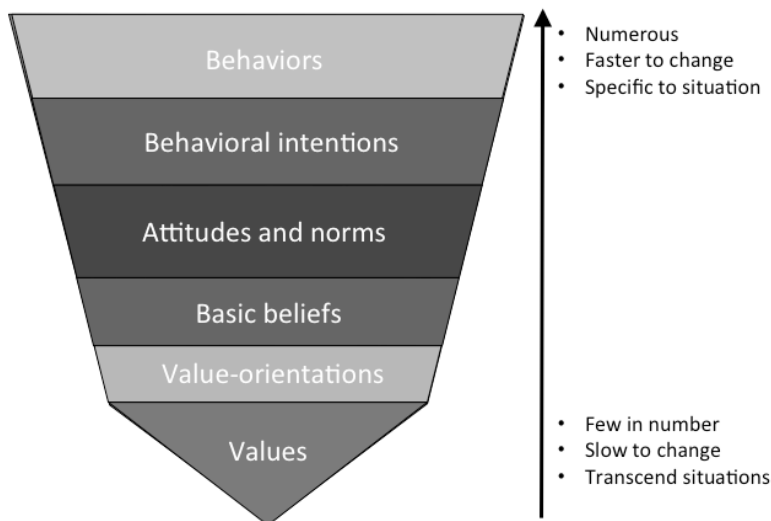 Behaviors
Behavioral intentions
Attitudes and norms
Basic beliefs
Value-orientations
Values
• Numerous
• Faster to change
• Specific to situation
• Few in number
• Slow to change
• Transcend situations